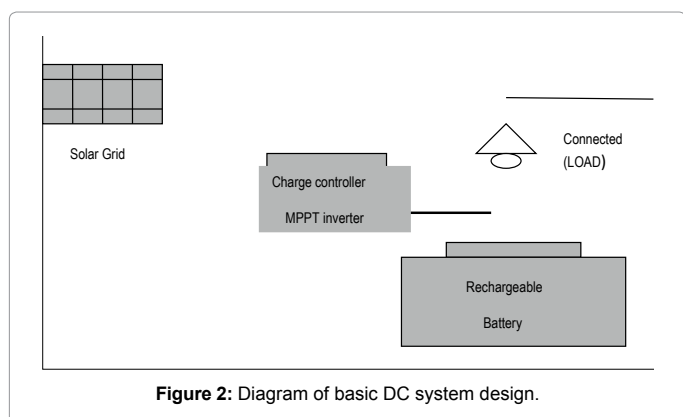 Solar Grid
Charge controller
MPPT inverter
Connected
(LOAD)
Rechargeable
Battery
Figure 2: Diagram of basic DC system design.